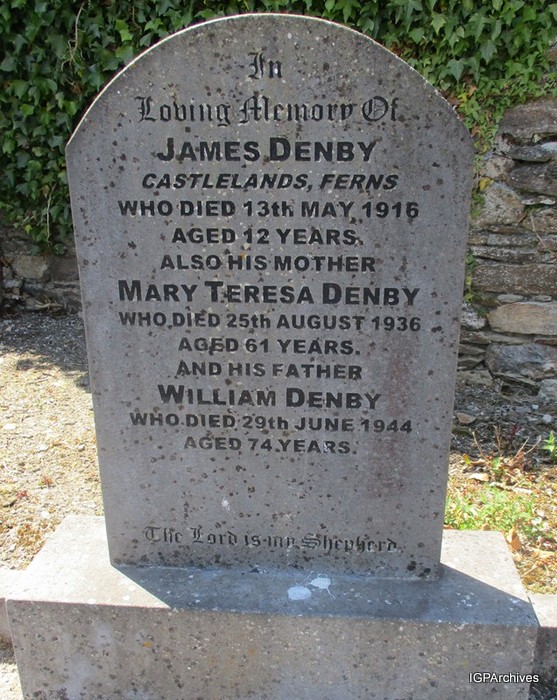 In
Loving Memory Of
JAMES DENBY
CASTLELANDS, FERNS
WHO DIED 13th MAY, 1916
AGED 12 YEARS.
ALSO HIS MOTHER
MARY TERESA DENBY
WHO DIED 25th AUGUST 1936
AGED 61 YEARS.
AND HIS FATHER
WILLIAM DENBY
WHO DIED 29th JUNE 1944
AGED 74 YEARS.
The Lord is my Shepherd.
IGPArchives